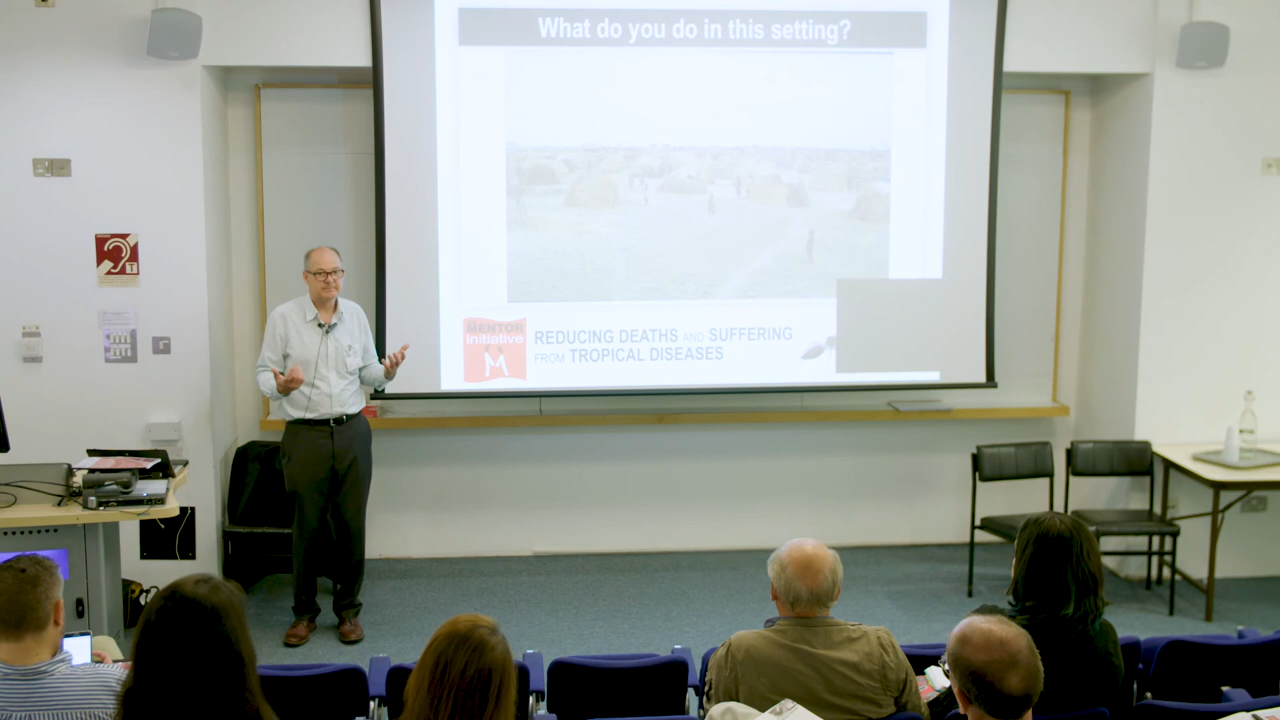 What do you do in this setting?
MENTOR
initiative
REDUCING DEATHS AND SUFFERING
FROM TROPICAL DISEASES
T